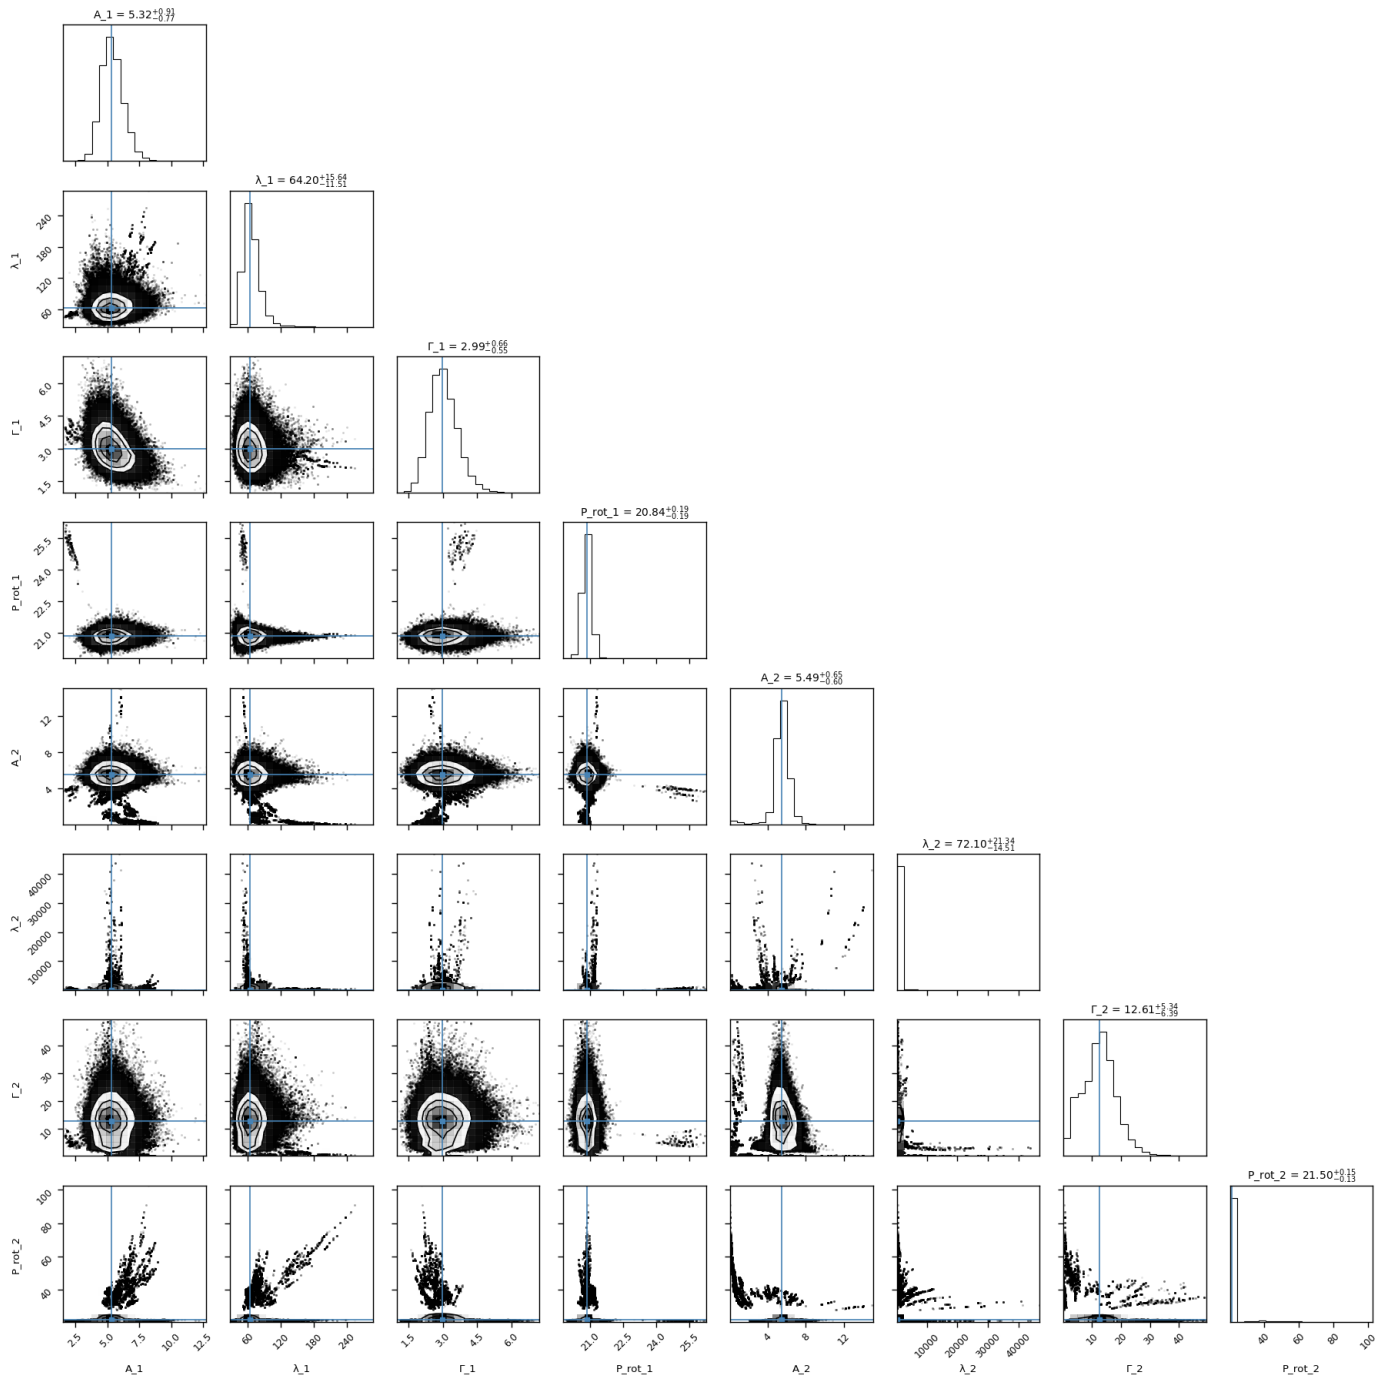 A_1 = 5.32+0.91−0.77
λ_1 = 64.20+15.64−11.51
λ_1
240
180
120
60
Γ_1 = 2.99+0.66−0.55
Γ_1
6.0
4.5
3.0
1.5
P_rot_1 = 20.84+0.19−0.19
P_rot_1
25.5
24.0
22.5
21.0
A_2 = 5.49+0.65−0.60
A_2
12
8
4
λ_2 = 72.10+21.34−14.51
λ_2
40000
30000
20000
10000
Γ_2 = 12.61+5.34−6.39
Γ_2
40
30
20
10
P_rot_2 = 21.50+0.15−0.13
P_rot_2
100
80
60
40
2.5 5.0 7.5 10.0 12.5
60 120 180 240
1.5 3.0 4.5 6.0
21.0 22.5 24.0 25.5
4 8 12
10000 20000 30000 40000
10 20 30 40
40 60 80 100
A_1 λ_1 Γ_1 P_rot_1 A_2 λ_2 Γ_2 P_rot_2